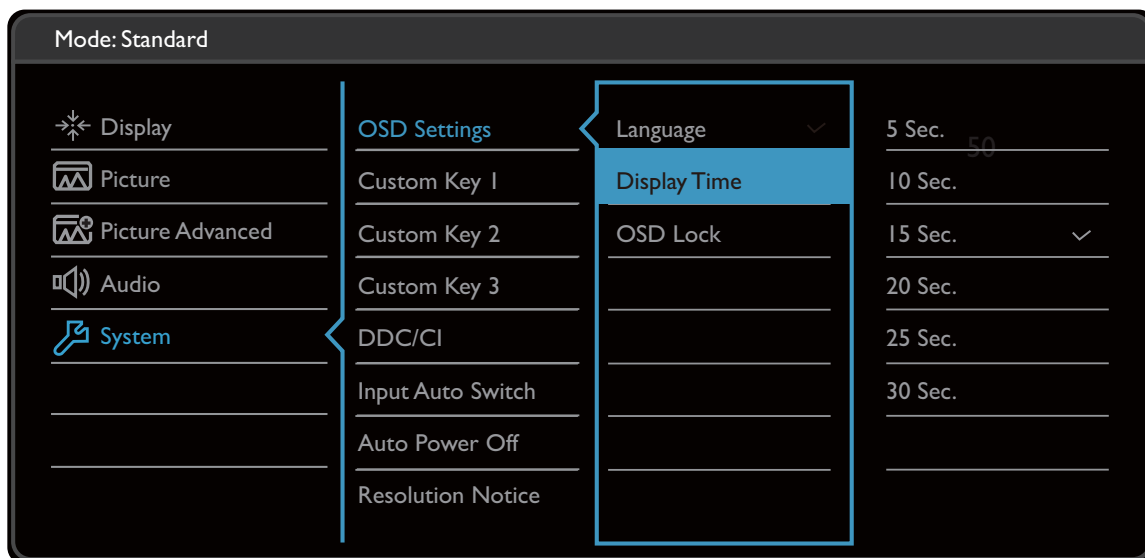 Mode: Standard
Display
Picture
Picture Advanced
Audio
System
OSD Settings
Custom Key 1
Custom Key 2
Custom Key 3
DDC/CI
Input Auto Switch
Auto Power Off
Resolution Notice
Language
Display Time
OSD Lock
5 Sec.
50
10 Sec.
15 Sec.
20 Sec.
25 Sec.
30 Sec.